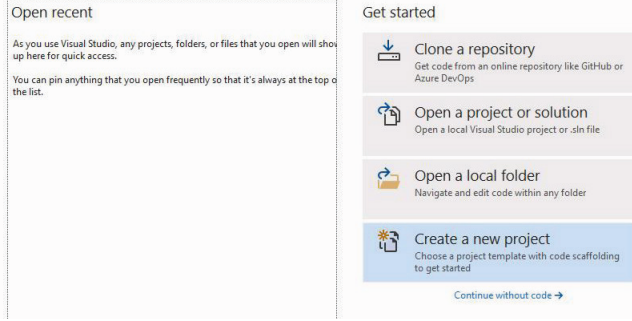 Open recent
As you use Visual Studio, any projects, folders, or files that you open will show
up here for quick access.
You can pin anything that you open frequently so that it's always at the top o
the list.
Get started
Clone a repository
Get code from an online repository like GitHub or
Azure DevOps
Open a project or solution
Open a local Visual Studio project or .sln file
Open a local folder
Navigate and edit code within any folder
Create a new project
Choose a project template with code scaffolding
to get started
Continue without code →